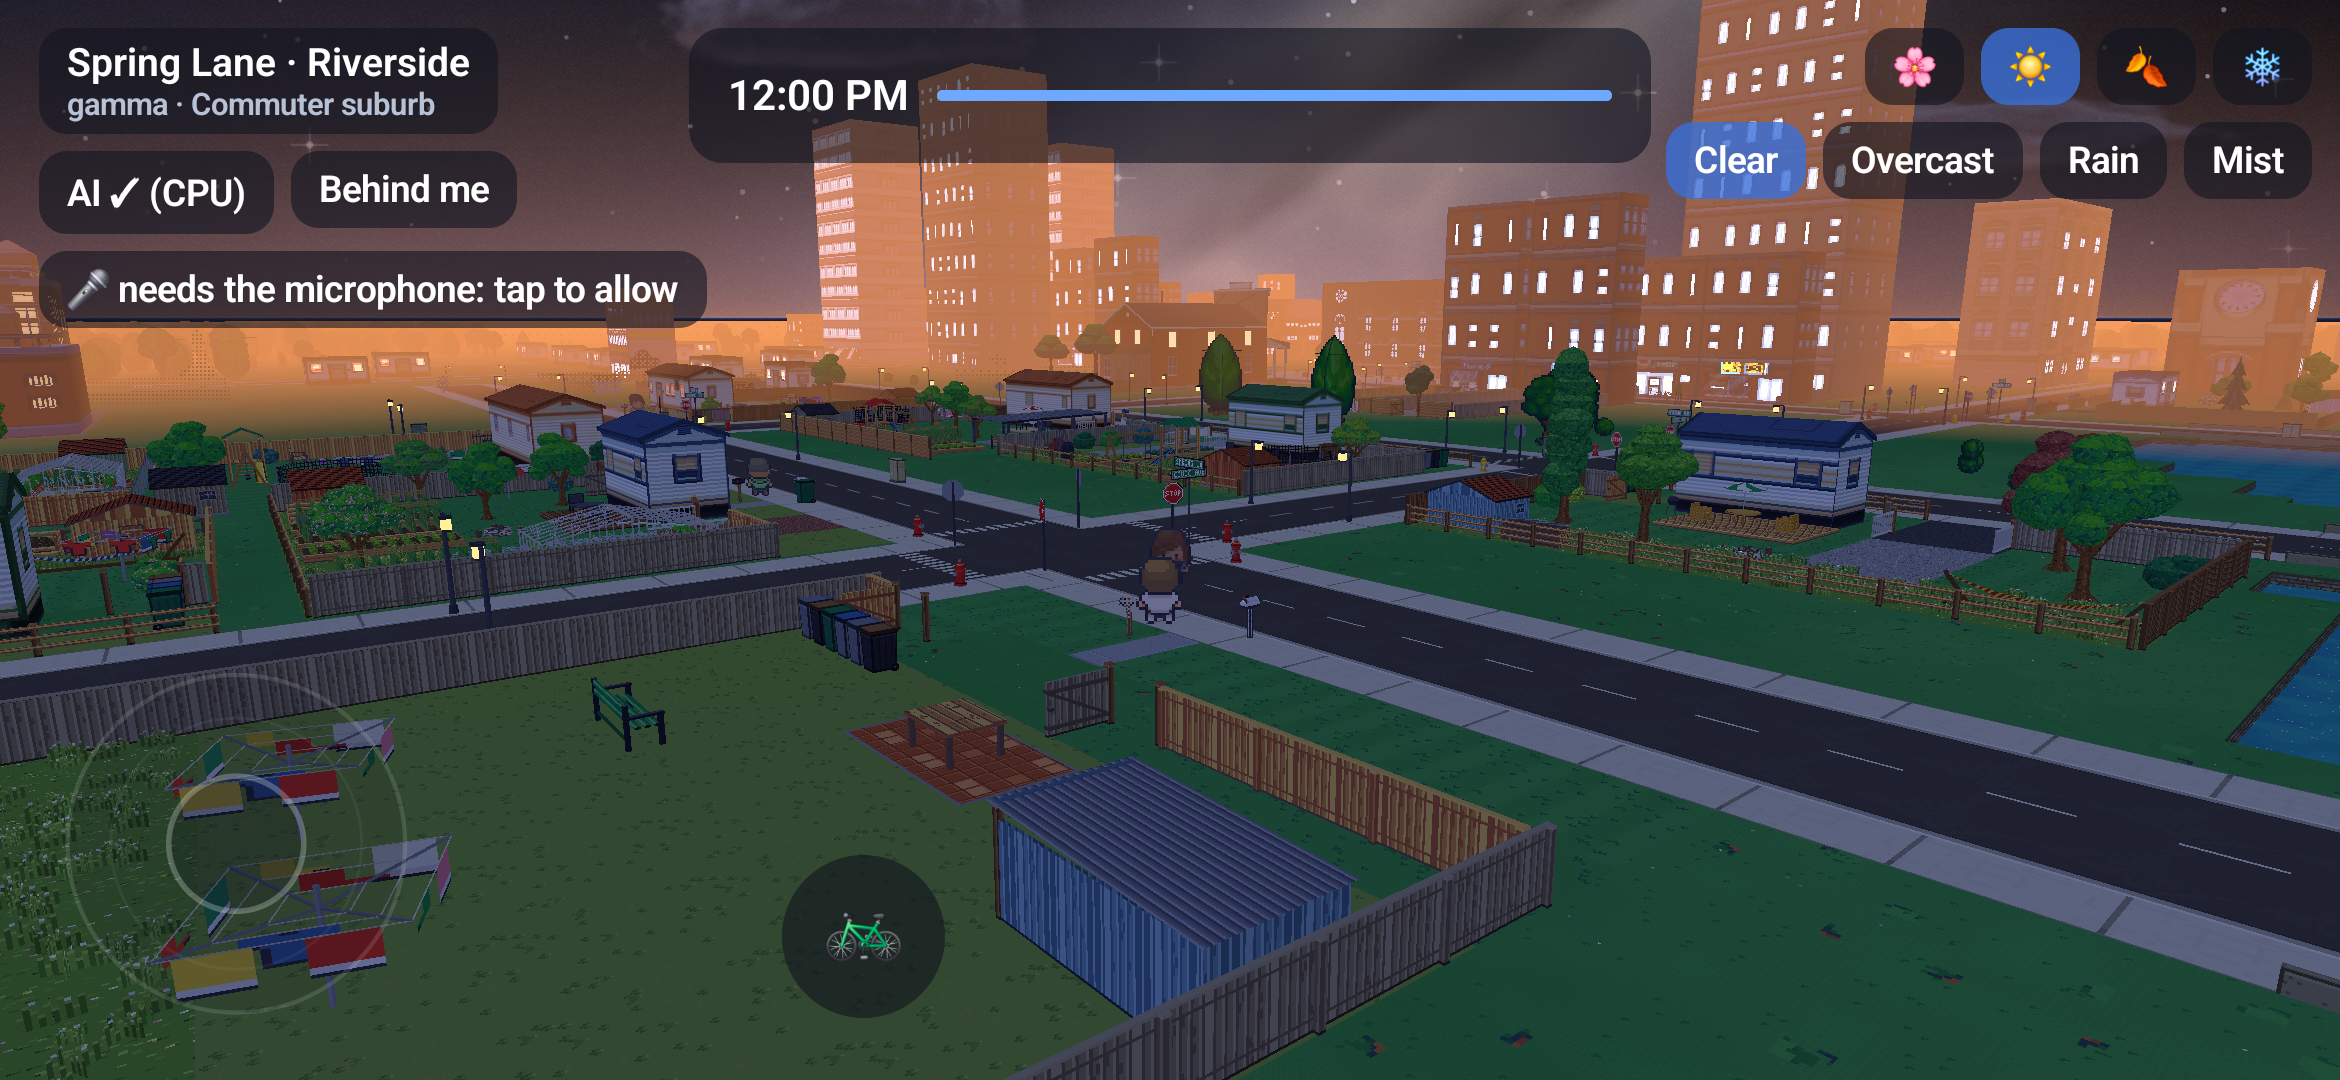 Spring Lane · Riverside
gamma · Commuter suburb
AI ✓ (CPU)
Behind me
🎤 needs the microphone: tap to allow
12:00 PM
Clear
Overcast
Rain
Mist
STOP